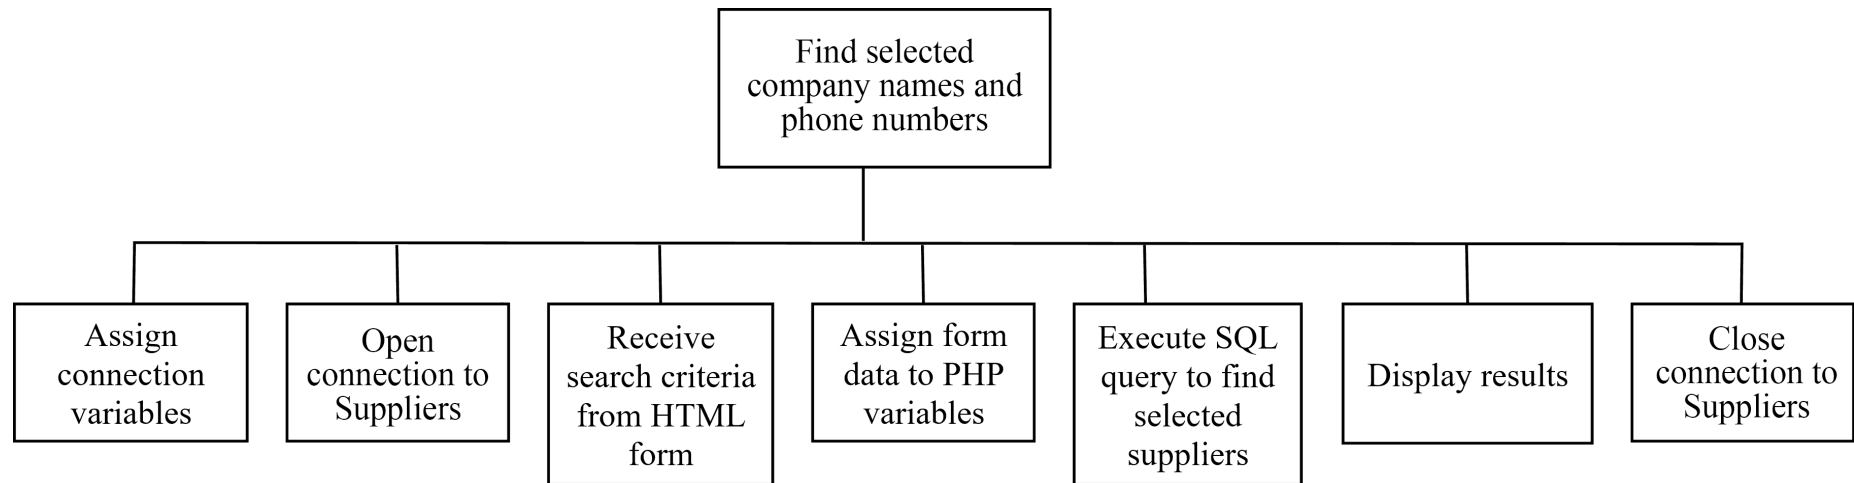 Find selected
company names and
phone numbers
Assign
connection
variables
Open
connection to
Suppliers
Receive
search criteria
from HTML
form
Assign form
data to PHP
variables
Execute SQL
query to find
selected
suppliers
Display results
Close
connection to
Suppliers